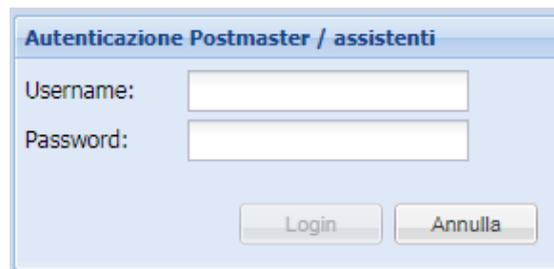 Autenticazione Postmaster / assistenti
Username:
Password:
Login Annulla